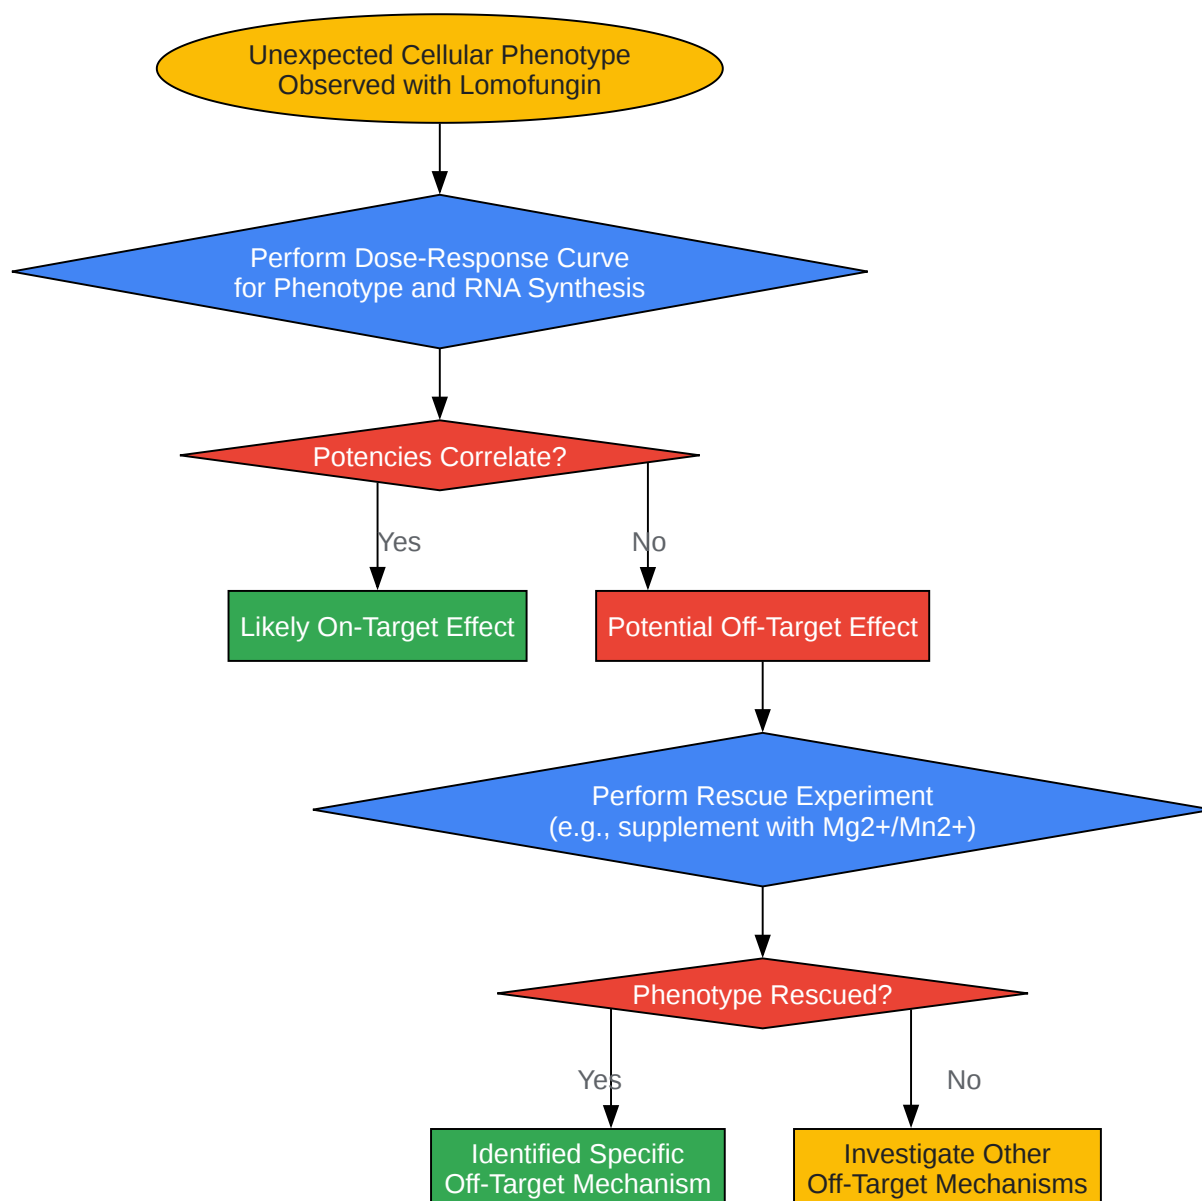 Unexpected Cellular Phenotype
Observed with Lomofungin
Perform Dose-Response Curve
for Phenotype and RNA Synthesis
Potencies Correlate?
Yes
No
Likely On-Target Effect
Potential Off-Target Effect
Perform Rescue Experiment
(e.g., supplement with Mg2+/Mn2+)
Phenotype Rescued?
Yes
No
Identified Specific
Off-Target Mechanism
Investigate Other
Off-Target Mechanisms